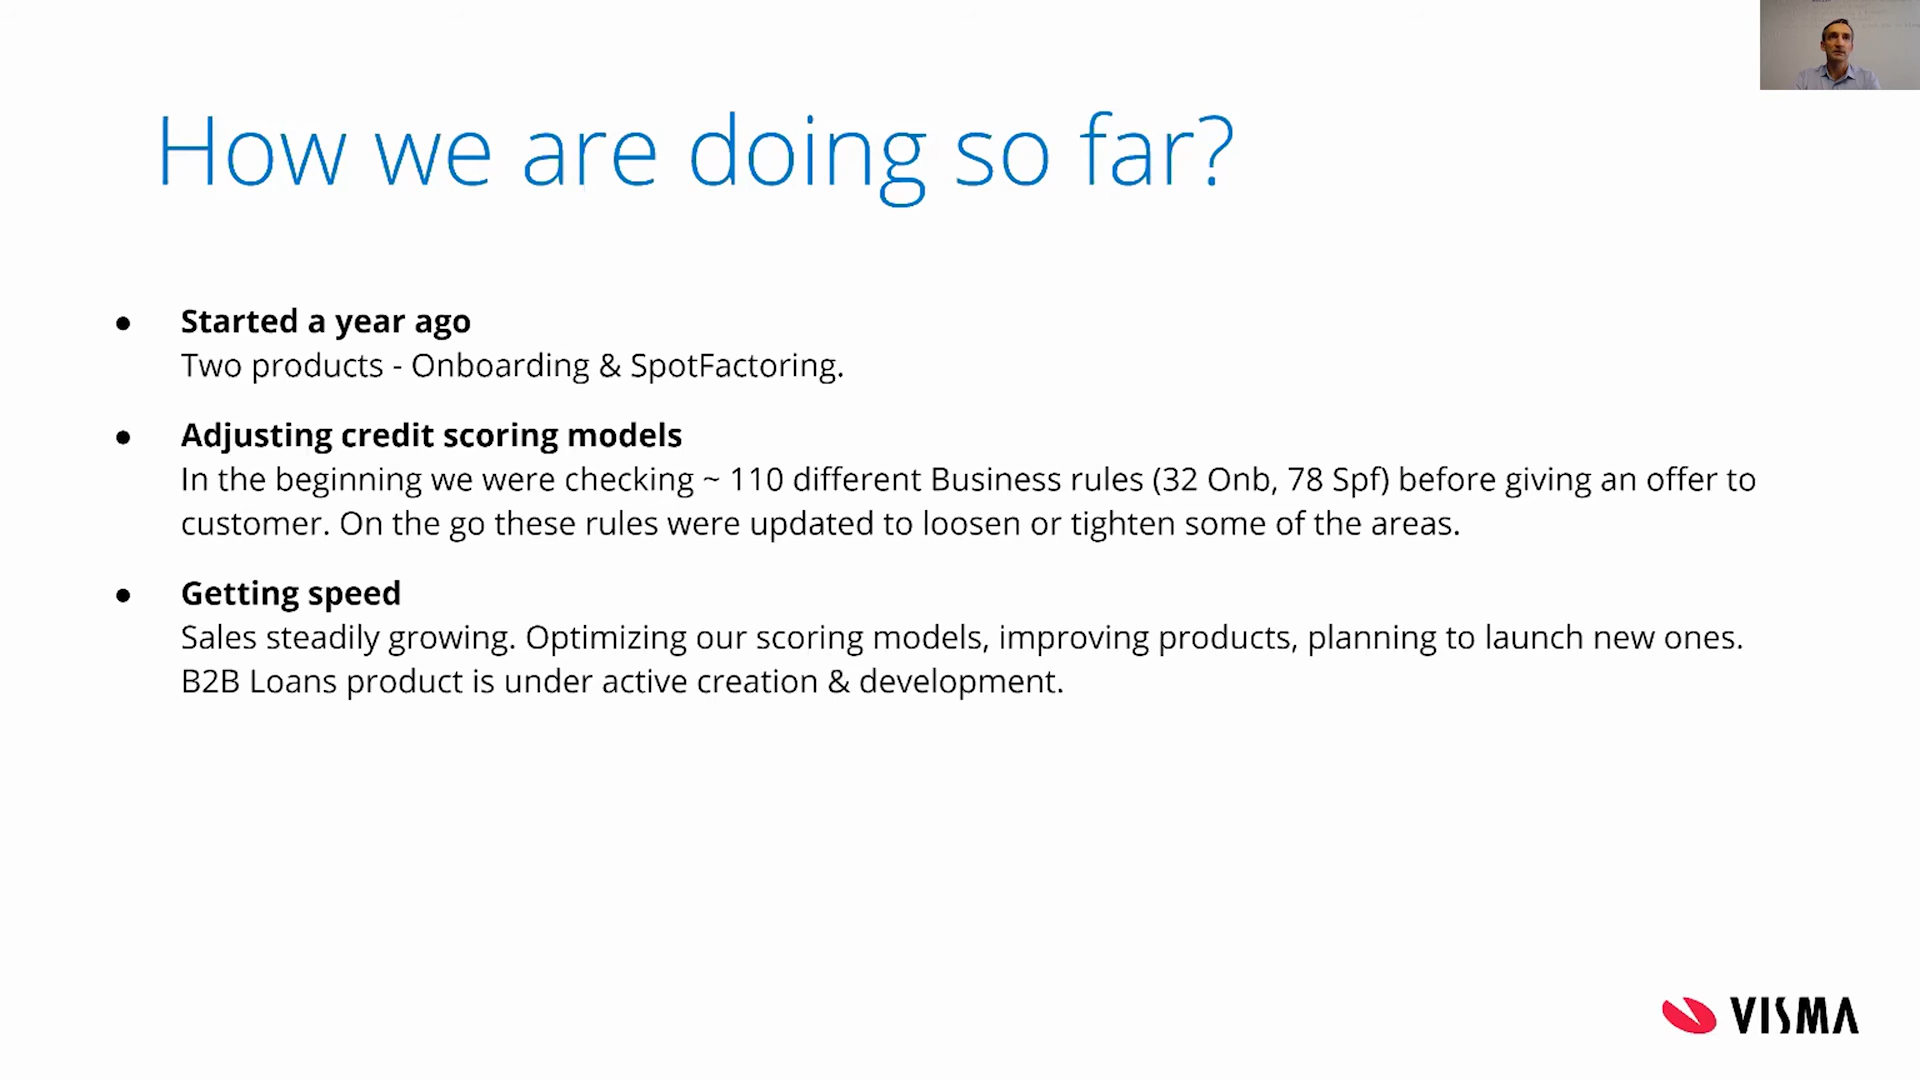 How we are doing so far?
● Started a year ago
Two products - Onboarding & SpotFactoring.
● Adjusting credit scoring models
In the beginning we were checking ~ 110 different Business rules (32 Onb, 78 Spf) before giving an offer to
customer. On the go these rules were updated to loosen or tighten some of the areas.
● Getting speed
Sales steadily growing. Optimizing our scoring models, improving products, planning to launch new ones.
B2B Loans product is under active creation & development.
VISMA